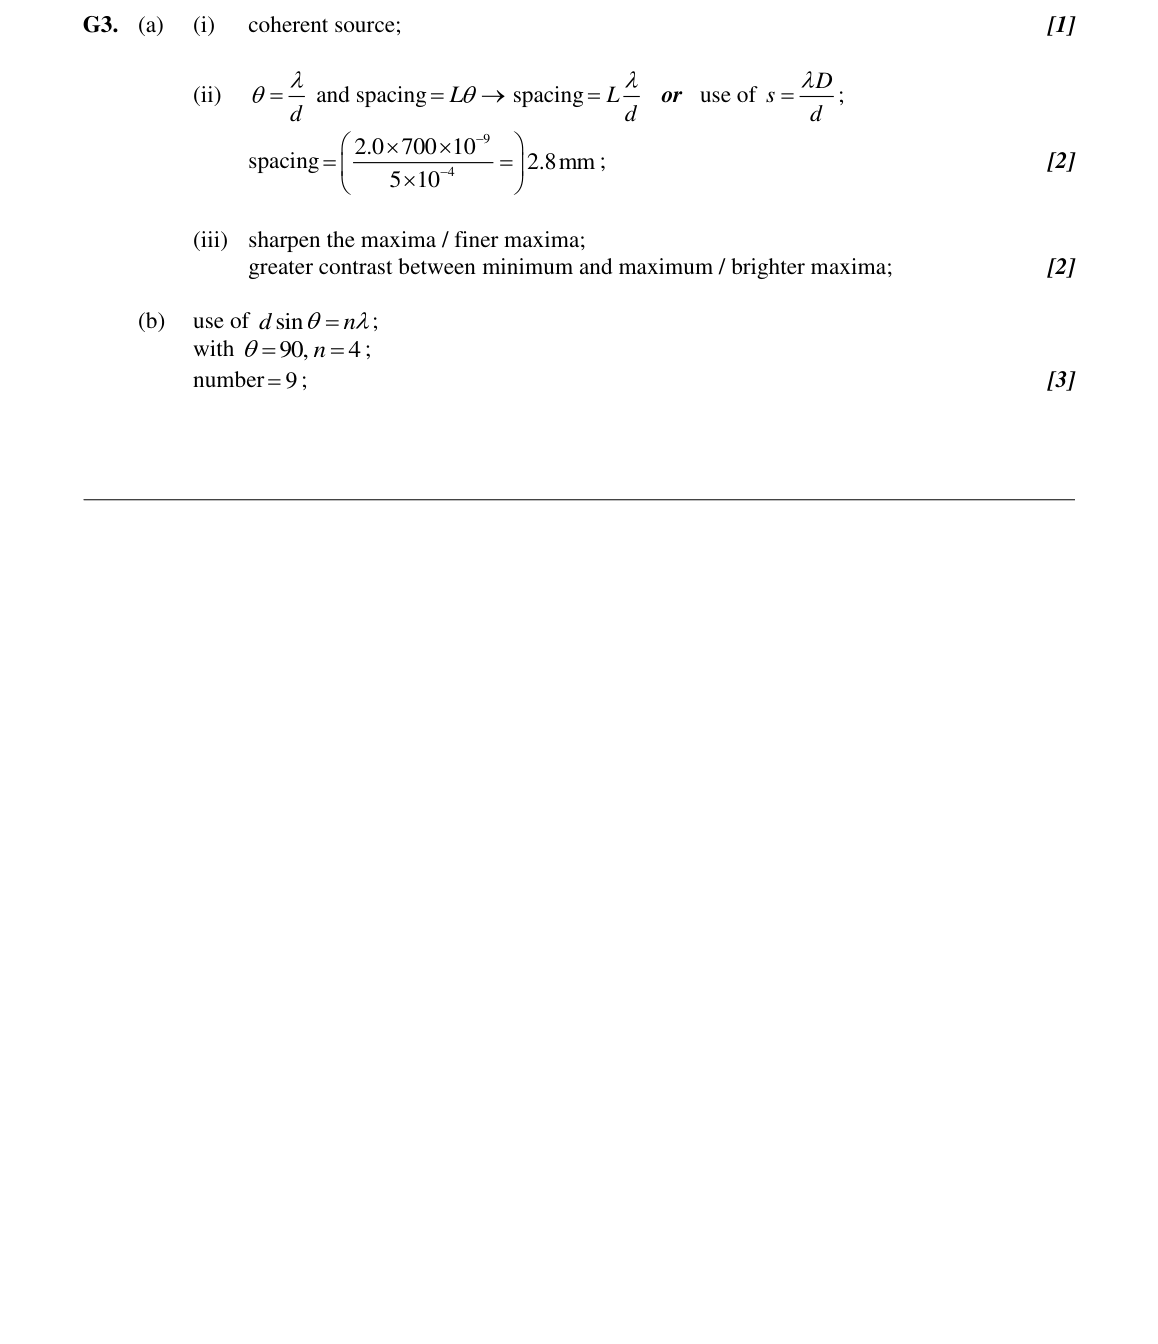 G3. (a) (i) coherent source; [1]
(ii) θ = λ/d and spacing = Lθ → spacing = L λ/d or use of s = λD/d ;
spacing = (2.0×700×10⁻⁹ / 5×10⁻⁴ =) 2.8 mm ; [2]
(iii) sharpen the maxima / finer maxima;
greater contrast between minimum and maximum / brighter maxima; [2]
(b) use of d sin θ = nλ ;
with θ = 90, n = 4 ;
number = 9 ; [3]